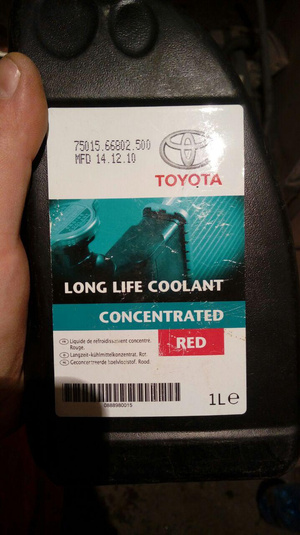 75015.66802.500
MFD 14.12.10
TOYOTA
LONG LIFE COOLANT
CONCENTRATED
RED
Liquide de refroidissement concentré.
Rouge.
Langzeit-kühlmittelkonzentrat. Rot.
Geconcentreerde koelvloeistof. Rood.
1L e
0888980015